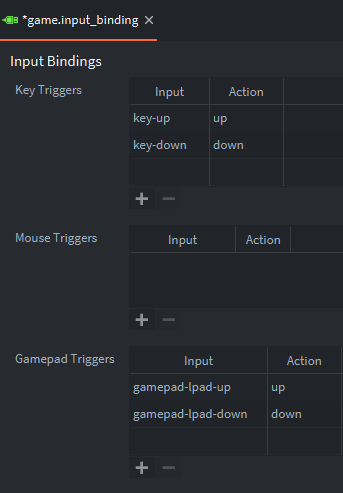 *game.input_binding ×
Input Bindings
Key Triggers
Input Action
key-up up
key-down down
Mouse Triggers
Input Action
Gamepad Triggers
Input Action
gamepad-lpad-up up
gamepad-lpad-down down